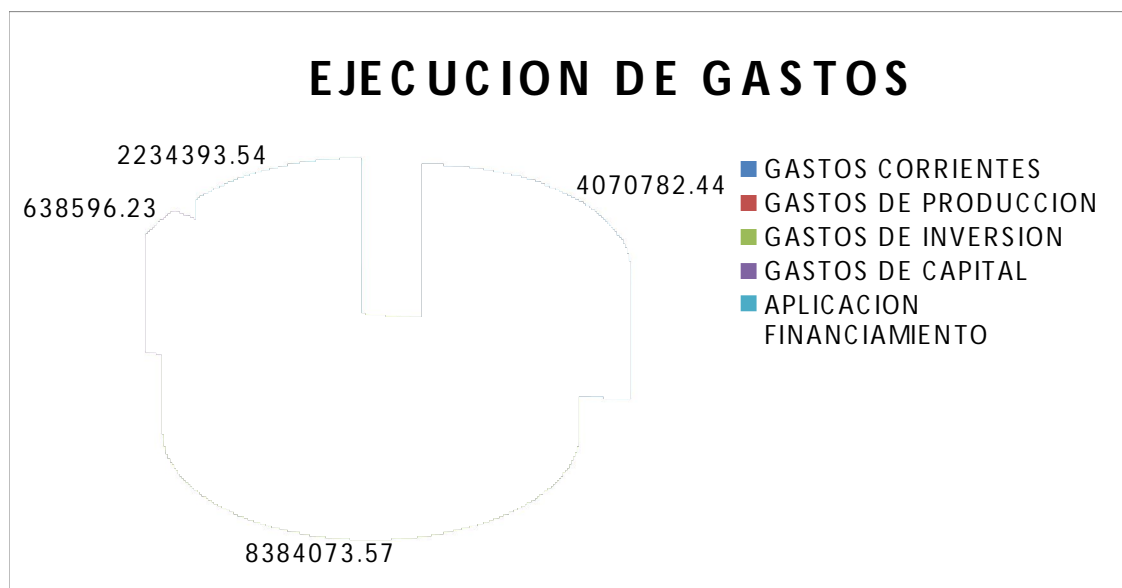 EJECUCION DE GASTOS
2234393.54
638596.23
4070782.44
8384073.57
GASTOS CORRIENTES
GASTOS DE PRODUCCION
GASTOS DE INVERSION
GASTOS DE CAPITAL
APLICACION
FINANCIAMIENTO